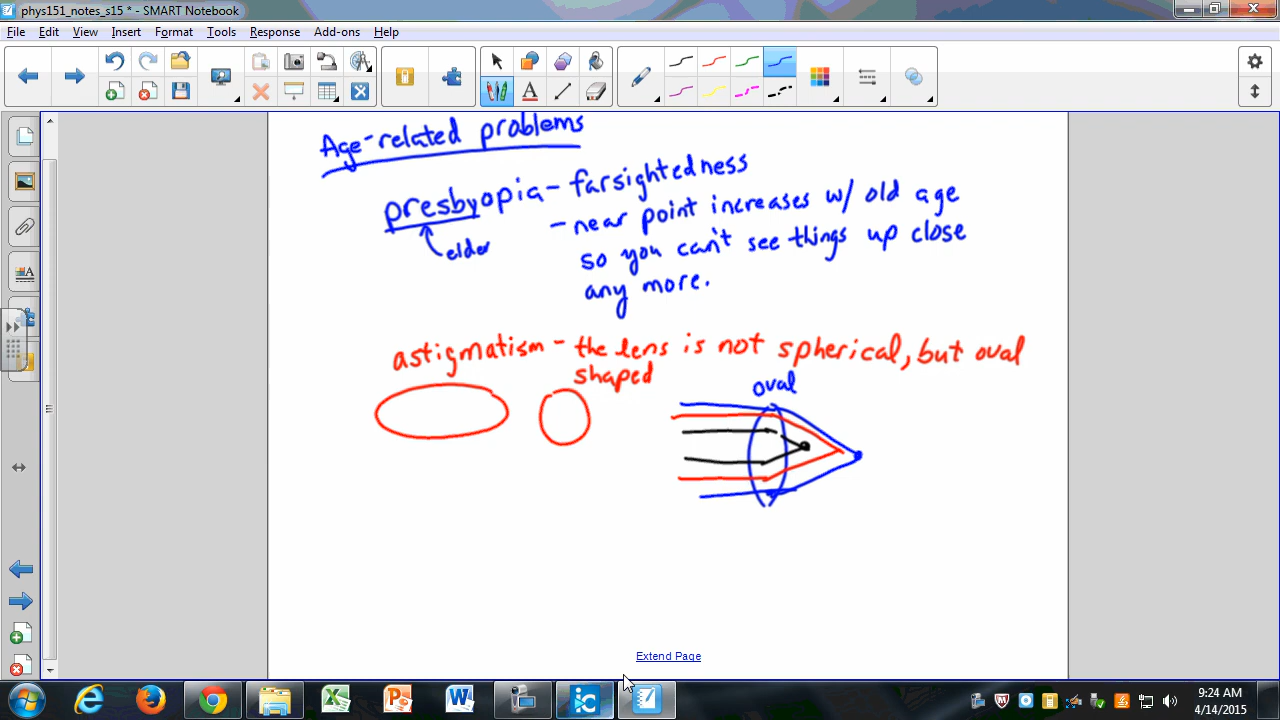 phys151_notes_s15 * - SMART Notebook
File Edit View Insert Format Tools Response Add-ons Help
Age-related problems
presbyopia - farsightedness
- near point increases w/ old age
elder
so you can't see things up close
any more.
astigmatism - the lens is not spherical, but oval
shaped
oval
Extend Page
9:24 AM
4/14/2015